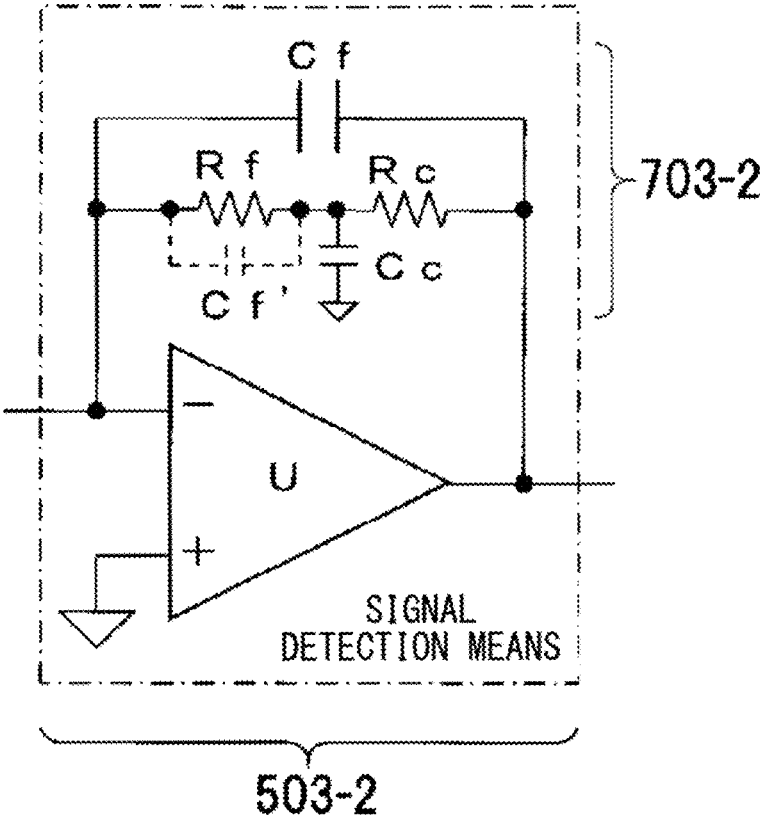 C f
R f
R c
703-2
C c
C f'
−
U
+
SIGNAL
DETECTION MEANS
503-2